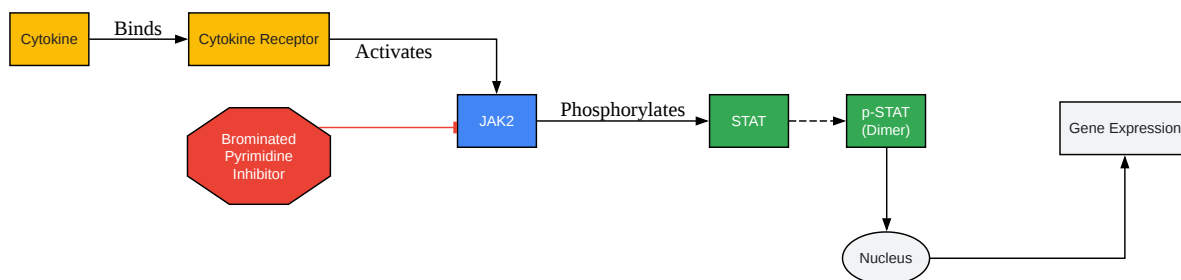 Cytokine
Binds
Cytokine Receptor
Activates
Brominated
Pyrimidine
Inhibitor
JAK2
Phosphorylates
STAT
p-STAT
(Dimer)
Nucleus
Gene Expression